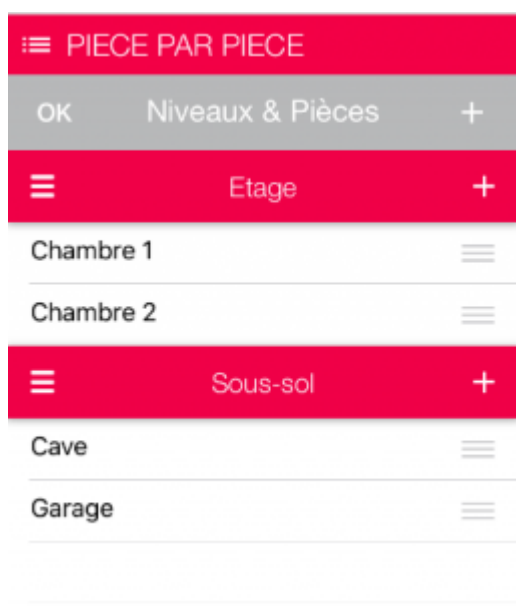 PIECE PAR PIECE
OK Niveaux & Pièces +
Etage +
Chambre 1
Chambre 2
Sous-sol +
Cave
Garage